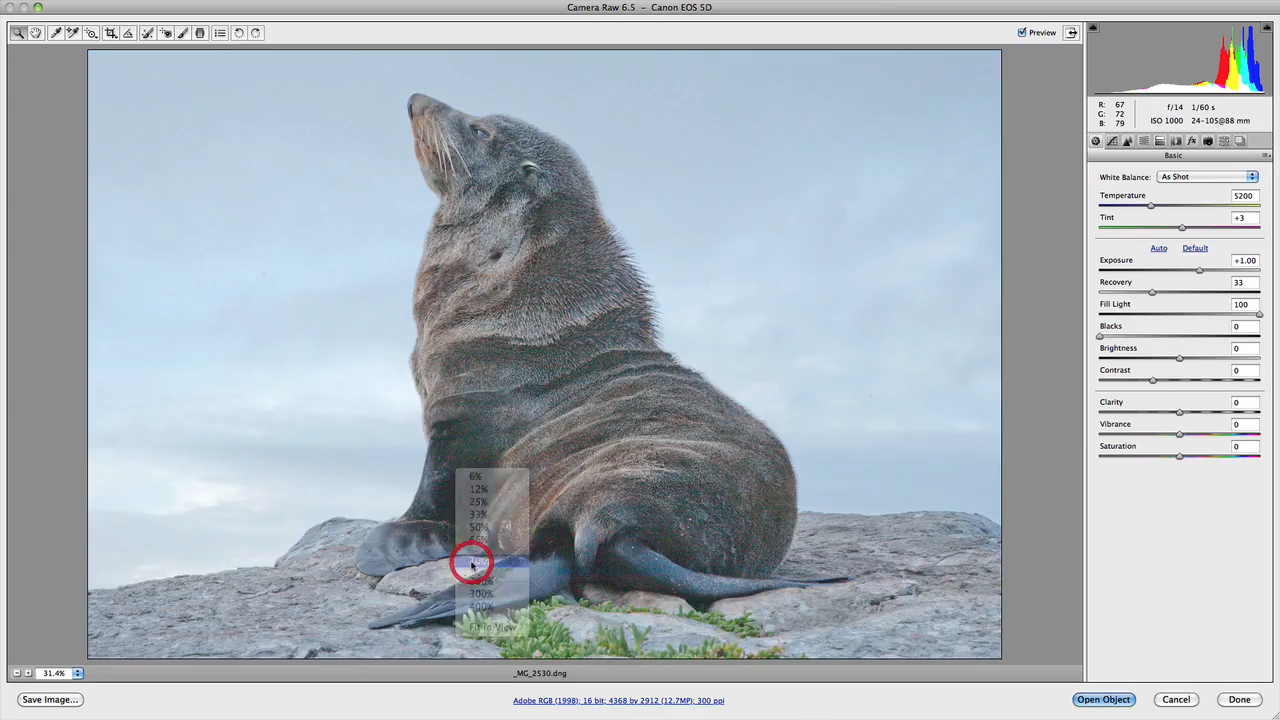 Camera Raw 6.5 – Canon EOS 5D
Preview
R: 67
G: 72
B: 79
f/14 1/60 s
ISO 1000 24-105@88 mm
Basic
White Balance: As Shot
Temperature 5200
Tint +3
Auto Default
Exposure +1.00
Recovery 33
Fill Light 100
Blacks 0
Brightness 0
Contrast 0
Clarity 0
Vibrance 0
Saturation 0
6%
12%
25%
33%
50%
300%
400%
Fit in View
31.4%
_MG_2530.dng
Save Image...
Adobe RGB (1998); 16 bit; 4368 by 2912 (12.7MP); 300 ppi
Open Object
Cancel
Done